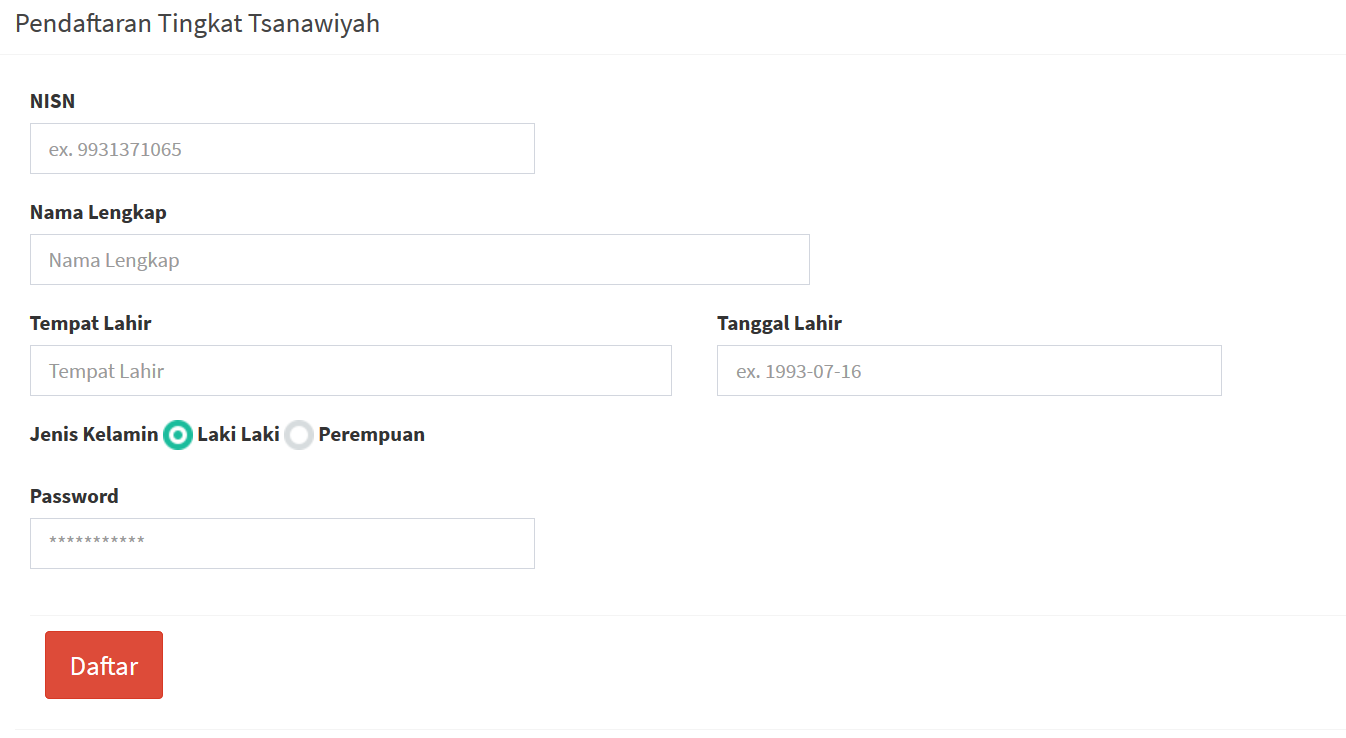 Pendaftaran Tingkat Tsanawiyah
NISN
ex. 9931371065
Nama Lengkap
Nama Lengkap
Tempat Lahir Tanggal Lahir
Tempat Lahir ex. 1993-07-16
Jenis Kelamin Laki Laki Perempuan
Password
***********
Daftar